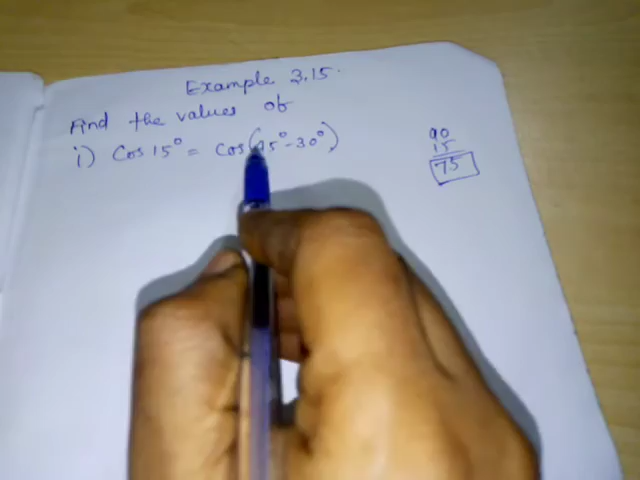 Example 3.15.
Find the values of
i) Cos 15° = Cos(45° - 30°)
90
15
75